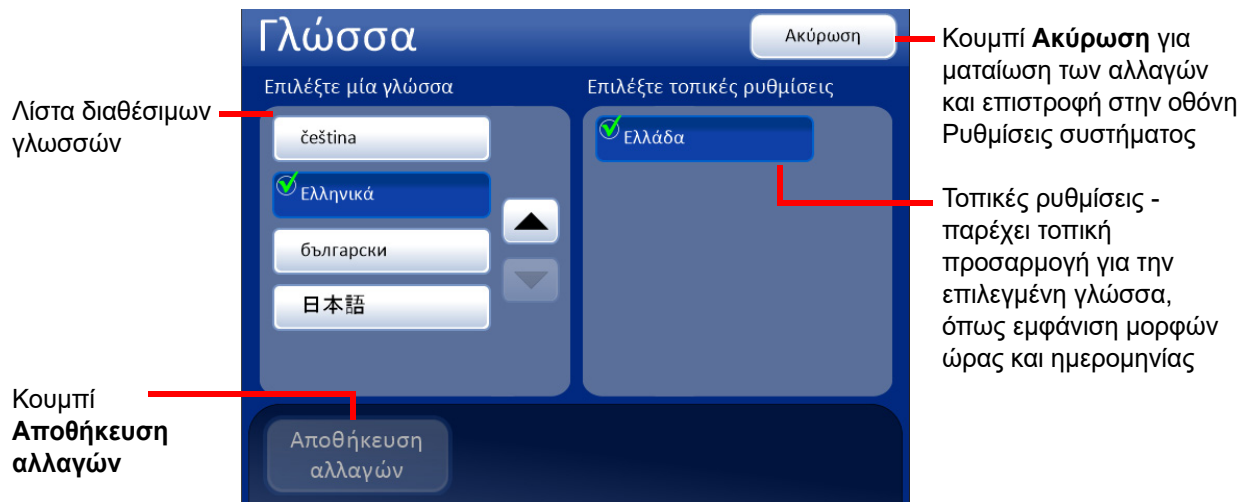 Γλώσσα
Ακύρωση
Επιλέξτε μία γλώσσα
Επιλέξτε τοπικές ρυθμίσεις
čeština
Ελληνικά
български
日本語
Ελλάδα
Αποθήκευση
αλλαγών
Λίστα διαθέσιμων
γλωσσών
Κουμπί
Αποθήκευση
αλλαγών
Κουμπί Ακύρωση για
ματαίωση των αλλαγών
και επιστροφή στην οθόνη
Ρυθμίσεις συστήματος
Τοπικές ρυθμίσεις -
παρέχει τοπική
προσαρμογή για την
επιλεγμένη γλώσσα,
όπως εμφάνιση μορφών
ώρας και ημερομηνίας